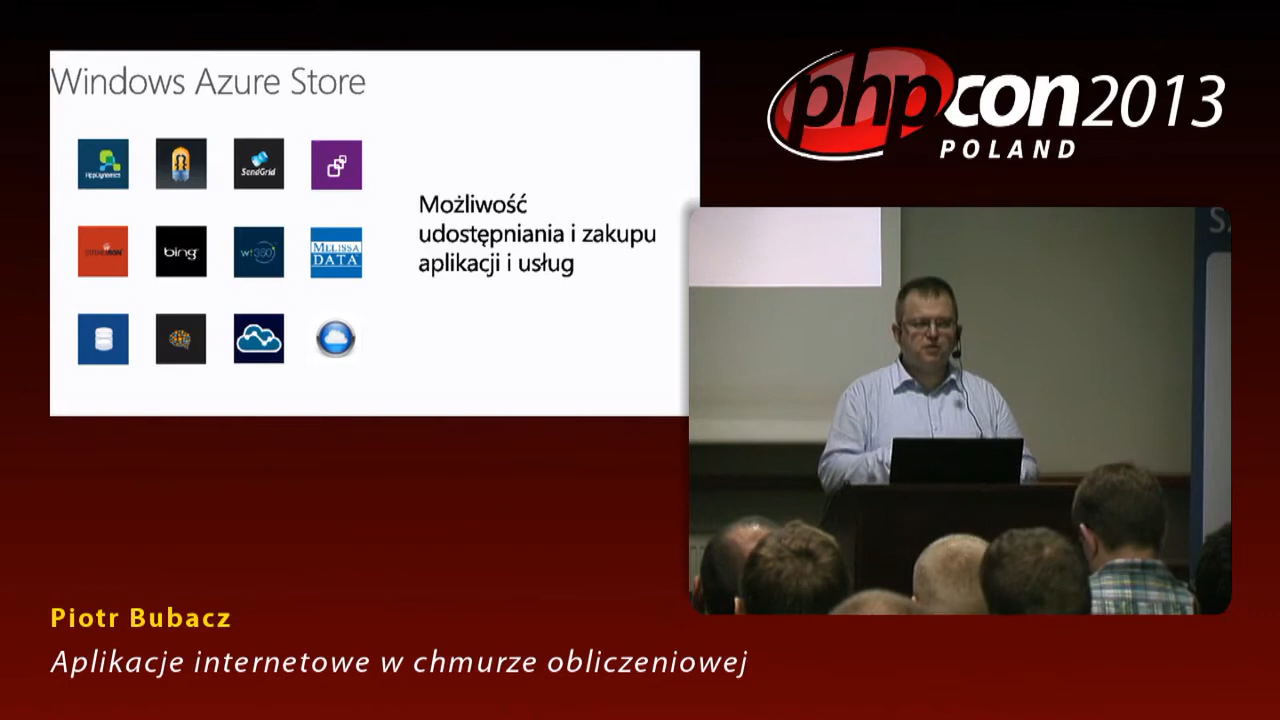 Windows Azure Store
AppDynamics
SendGrid
bing
MELISSA
DATA
Możliwość
udostępniania i zakupu
aplikacji i usług
phpcon2013
POLAND
Piotr Bubacz
Aplikacje internetowe w chmurze obliczeniowej